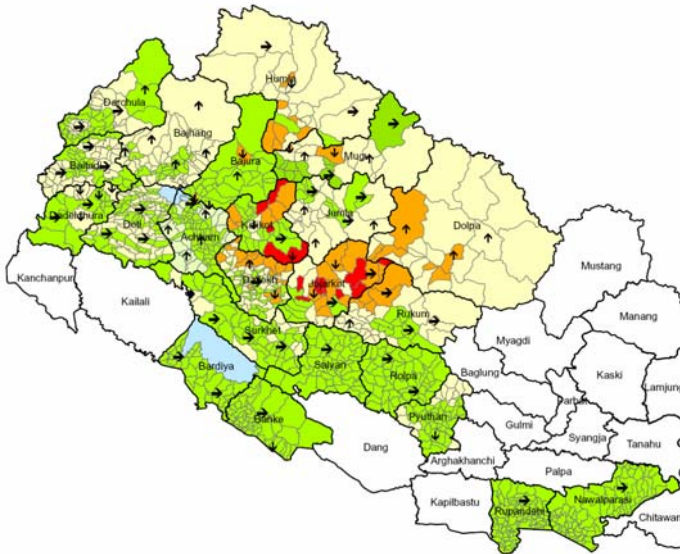 Humla
Darchula
Bajhang
Baitadi
Bajura
Mugu
Dadeldhura
Doti
Jumla
Dolpa
Kalikot
Achham
Mustang
Kanchanpur
Kailali
Dailekh
Jajarkot
Manang
Rukum
Surkhet
Myagdi
Bardiya
Salyan
Rolpa
Baglung
Kaski
Lamjung
Parbat
Banke
Pyuthan
Gulmi
Syangja
Tanahu
Dang
Arghakhanchi
Palpa
Kapilbastu
Rupandehi
Nawalparasi
Chitawan